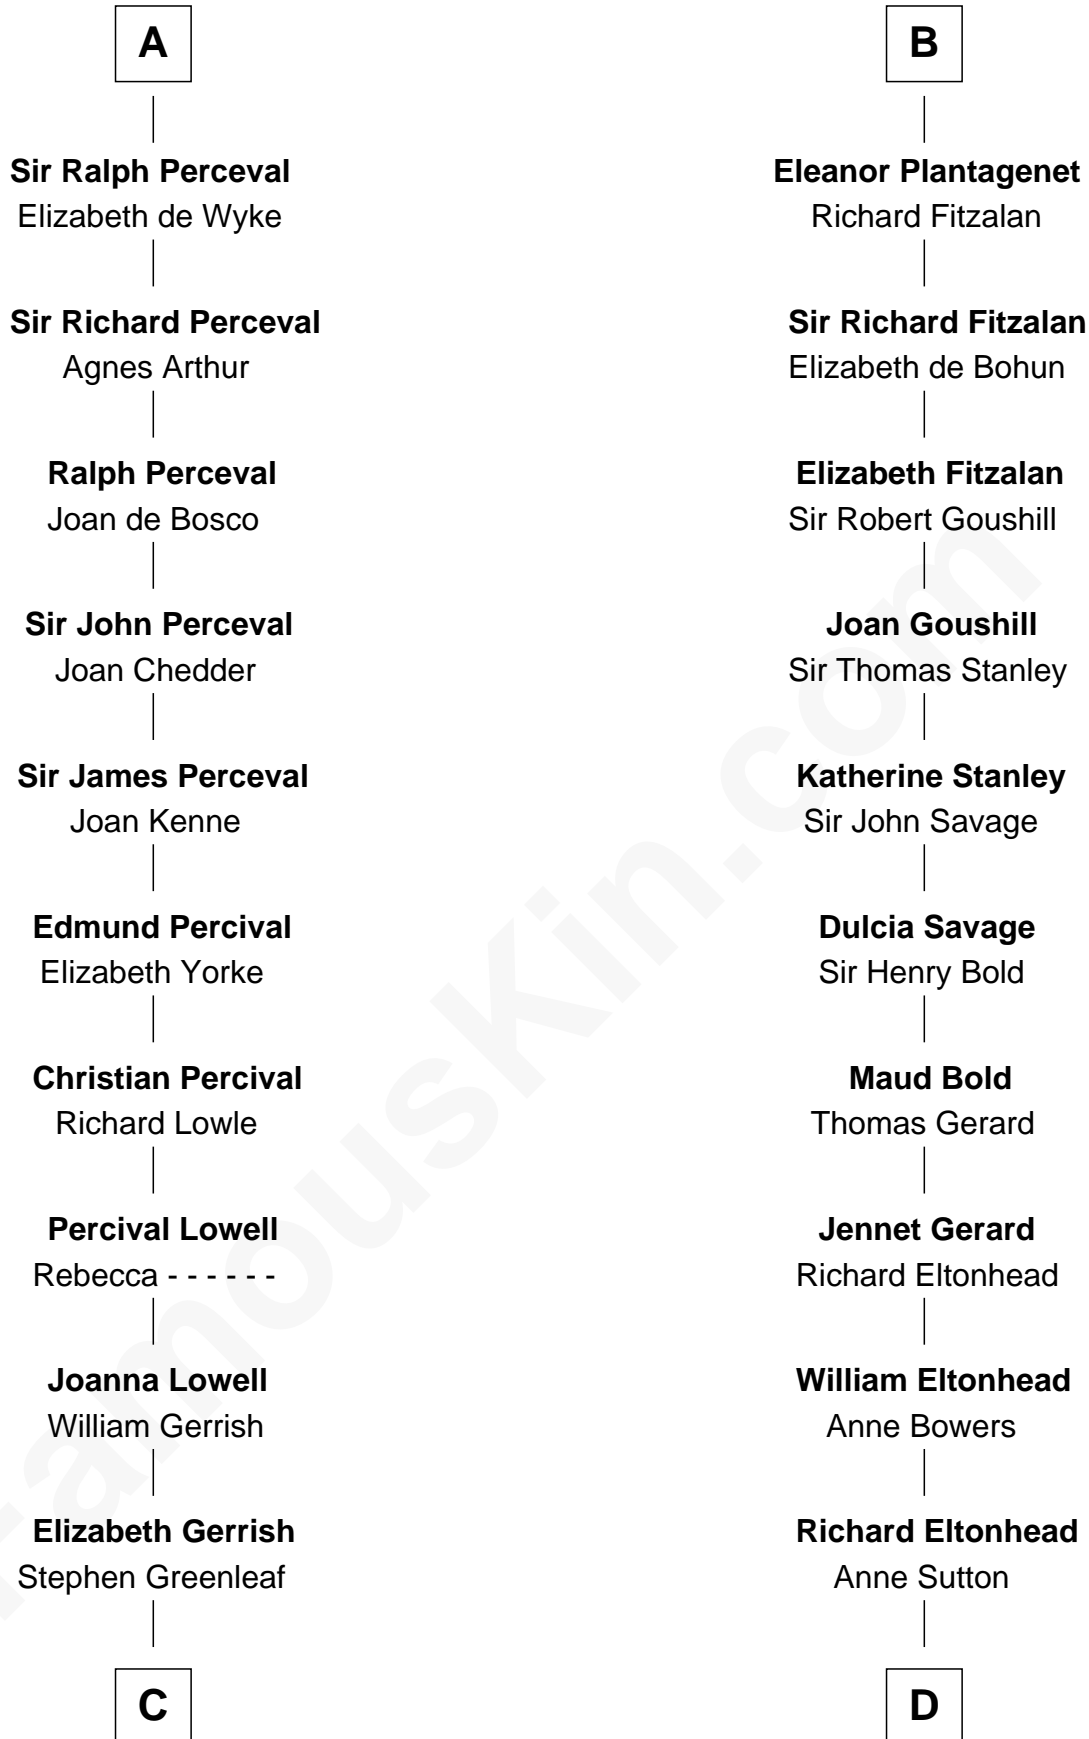 A
Sir Ralph Perceval
Elizabeth de Wyke
Sir Richard Perceval
Agnes Arthur
Ralph Perceval
Joan de Bosco
Sir John Perceval
Joan Chedder
Sir James Perceval
Joan Kenne
Edmund Percival
Elizabeth Yorke
Christian Percival
Richard Lowle
Percival Lowell
Rebecca - - - - - -
Joanna Lowell
William Gerrish
Elizabeth Gerrish
Stephen Greenleaf
C
B
Eleanor Plantagenet
Richard Fitzalan
Sir Richard Fitzalan
Elizabeth de Bohun
Elizabeth Fitzalan
Sir Robert Goushill
Joan Goushill
Sir Thomas Stanley
Katherine Stanley
Sir John Savage
Dulcia Savage
Sir Henry Bold
Maud Bold
Thomas Gerard
Jennet Gerard
Richard Eltonhead
William Eltonhead
Anne Bowers
Richard Eltonhead
Anne Sutton
D
FamousKin.com